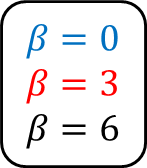 β = 0
β = 3
β = 6